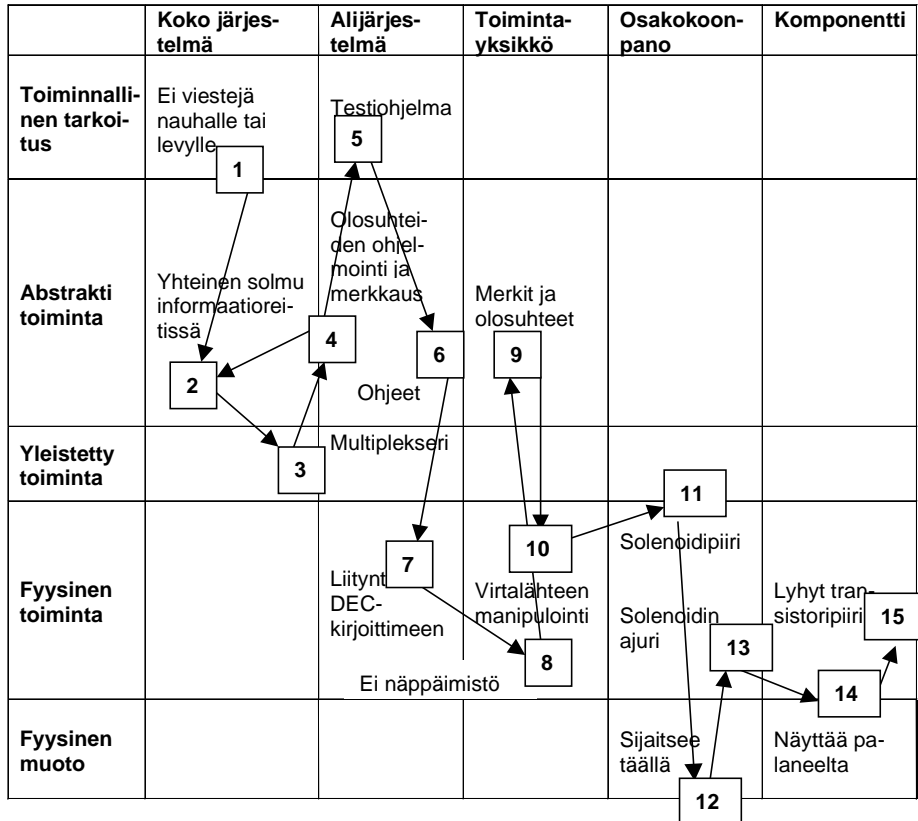 Koko järjes-
telmä
Alijärjes-
telmä
Toiminta-
yksikkö
Osakokoon-
pano
Komponentti
Toiminnalli-
nen tarkoi-
tus
Ei viestejä
nauhalle tai
levylle
1
Testiohjelma
5
Abstrakti
toiminta
Yhteinen solmu
informaatiorei-
tissä
2
Olosuhtei-
den ohjel-
mointi ja
merkkaus
4
6
Ohjeet
Merkit ja
olosuhteet
9
Yleistetty
toiminta
3
Multiplekseri
11
Fyysinen
toiminta
7
Liitynt
DEC-
kirjoittimeen
Ei näppäimistö
10
Virtalähteen
manipulointi
8
Solenoidipiiri
Solenoidin
ajuri
13
Lyhyt tran-
sistoripiiri
15
14
Fyysinen
muoto
Sijaitsee
täällä
12
Näyttää pa-
laneelta